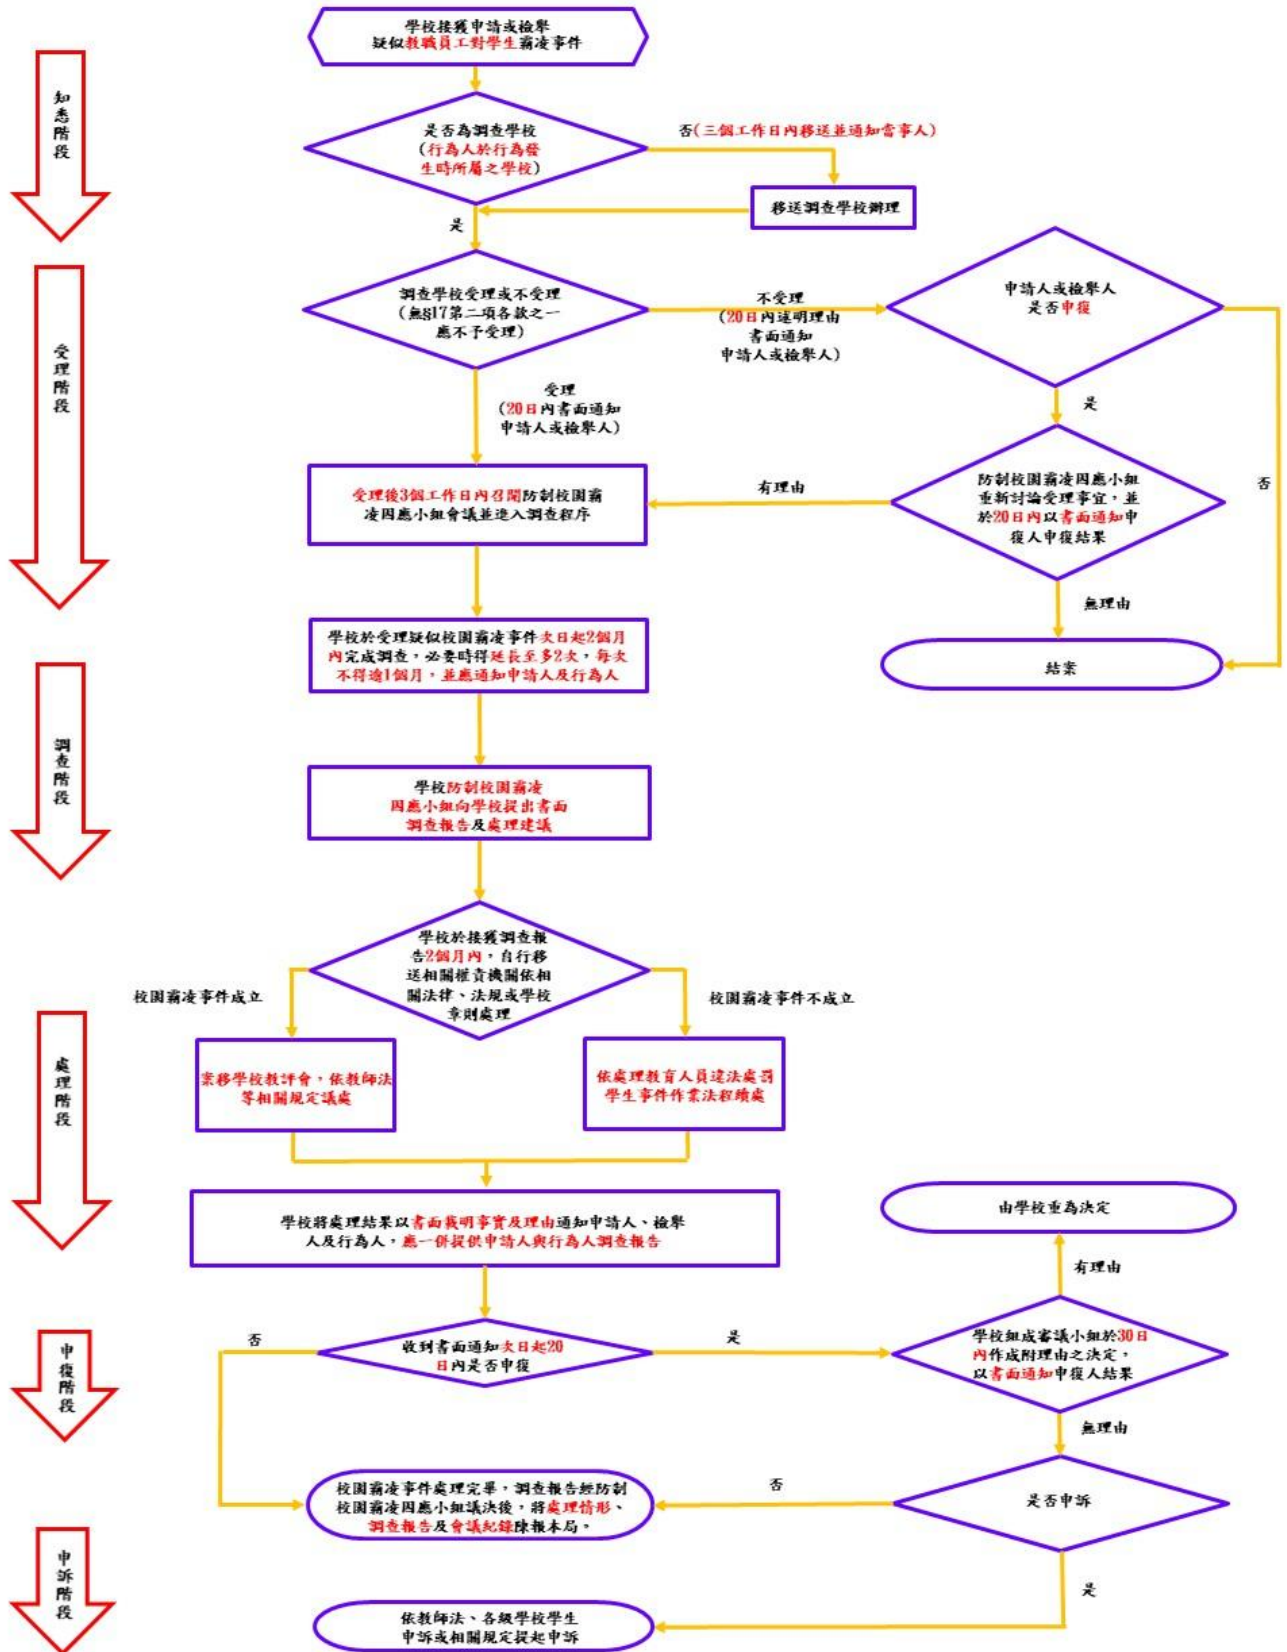 學校接獲申請或檢舉
疑似教職員工對學生霸凌事件
知悉階段
是否為調查學校
(行為人於行為發
生時所屬之學校)
否(三個工作日內移送並通知當事人)
移送調查學校辦理
是
受理階段
調查學校受理或不受理
(無§17第二項各款之一
應不予受理)
不受理
(20日內述明理由
書面通知
申請人或檢舉人)
申請人或檢舉人
是否申復
受理
(20日內書面通知
申請人或檢舉人)
是
否
受理後3個工作日內召開防制校園霸
凌因應小組會議並進入調查程序
有理由
防制校園霸凌因應小組
重新討論受理事宜，並
於20日內以書面通知申
復人申復結果
無理由
結案
學校於受理疑似校園霸凌事件次日起2個月
內完成調查，必要時得延長至多2次，每次
不得逾1個月，並應通知申請人及行為人
調查階段
學校防制校園霸凌
因應小組向學校提出書面
調查報告及處理建議
學校於接獲調查報
告2個月內，自行移
送相關權責機關依相
關法律、法規或學校
章則處理
校園霸凌事件成立
校園霸凌事件不成立
處理階段
案移學校教評會，依教師法
等相關規定議處
依處理教育人員違法處罰
學生事件作業法程續處
學校將處理結果以書面載明事實及理由通知申請人、檢舉
人及行為人，應一併提供申請人與行為人調查報告
由學校重為決定
有理由
申復階段
否
收到書面通知次日起20
日內是否申復
是
學校組成審議小組於30日
內作成附理由之決定，
以書面通知申復人結果
無理由
校園霸凌事件處理完畢，調查報告經防制
校園霸凌因應小組議決後，將處理情形、
調查報告及會議紀錄陳報本局。
否
是否申訴
申訴階段
是
依教師法、各級學校學生
申訴或相關規定提起申訴